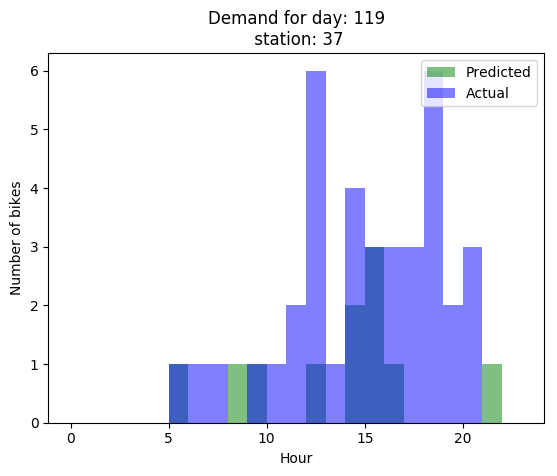 Demand for day: 119
station: 37
Predicted
Actual
Number of bikes
6
5
4
3
2
1
0
0
5
10
15
20
Hour